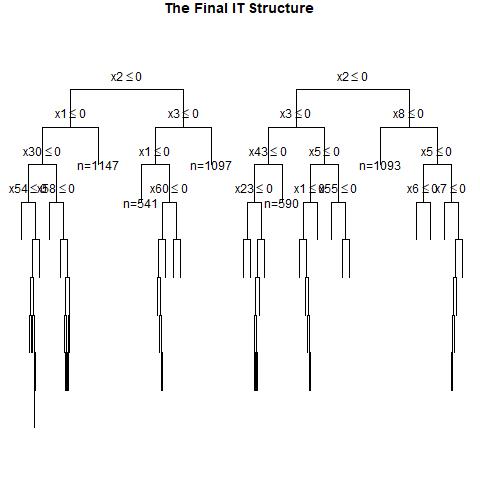 The Final IT Structure
x2 ≤ 0 x2 ≤ 0
x1 ≤ 0 x3 ≤ 0 x3 ≤ 0 x8 ≤ 0
x30 ≤ 0 n=1147 x1 ≤ 0 n=1097 x43 ≤ 0 x5 ≤ 0 n=1093 x5 ≤ 0
x54 ≤ 0 x58 ≤ 0 n=541 x60 ≤ 0 x23 ≤ 0 n=590 x1 ≤ 0 x55 ≤ 0 x6 ≤ 0 x7 ≤ 0